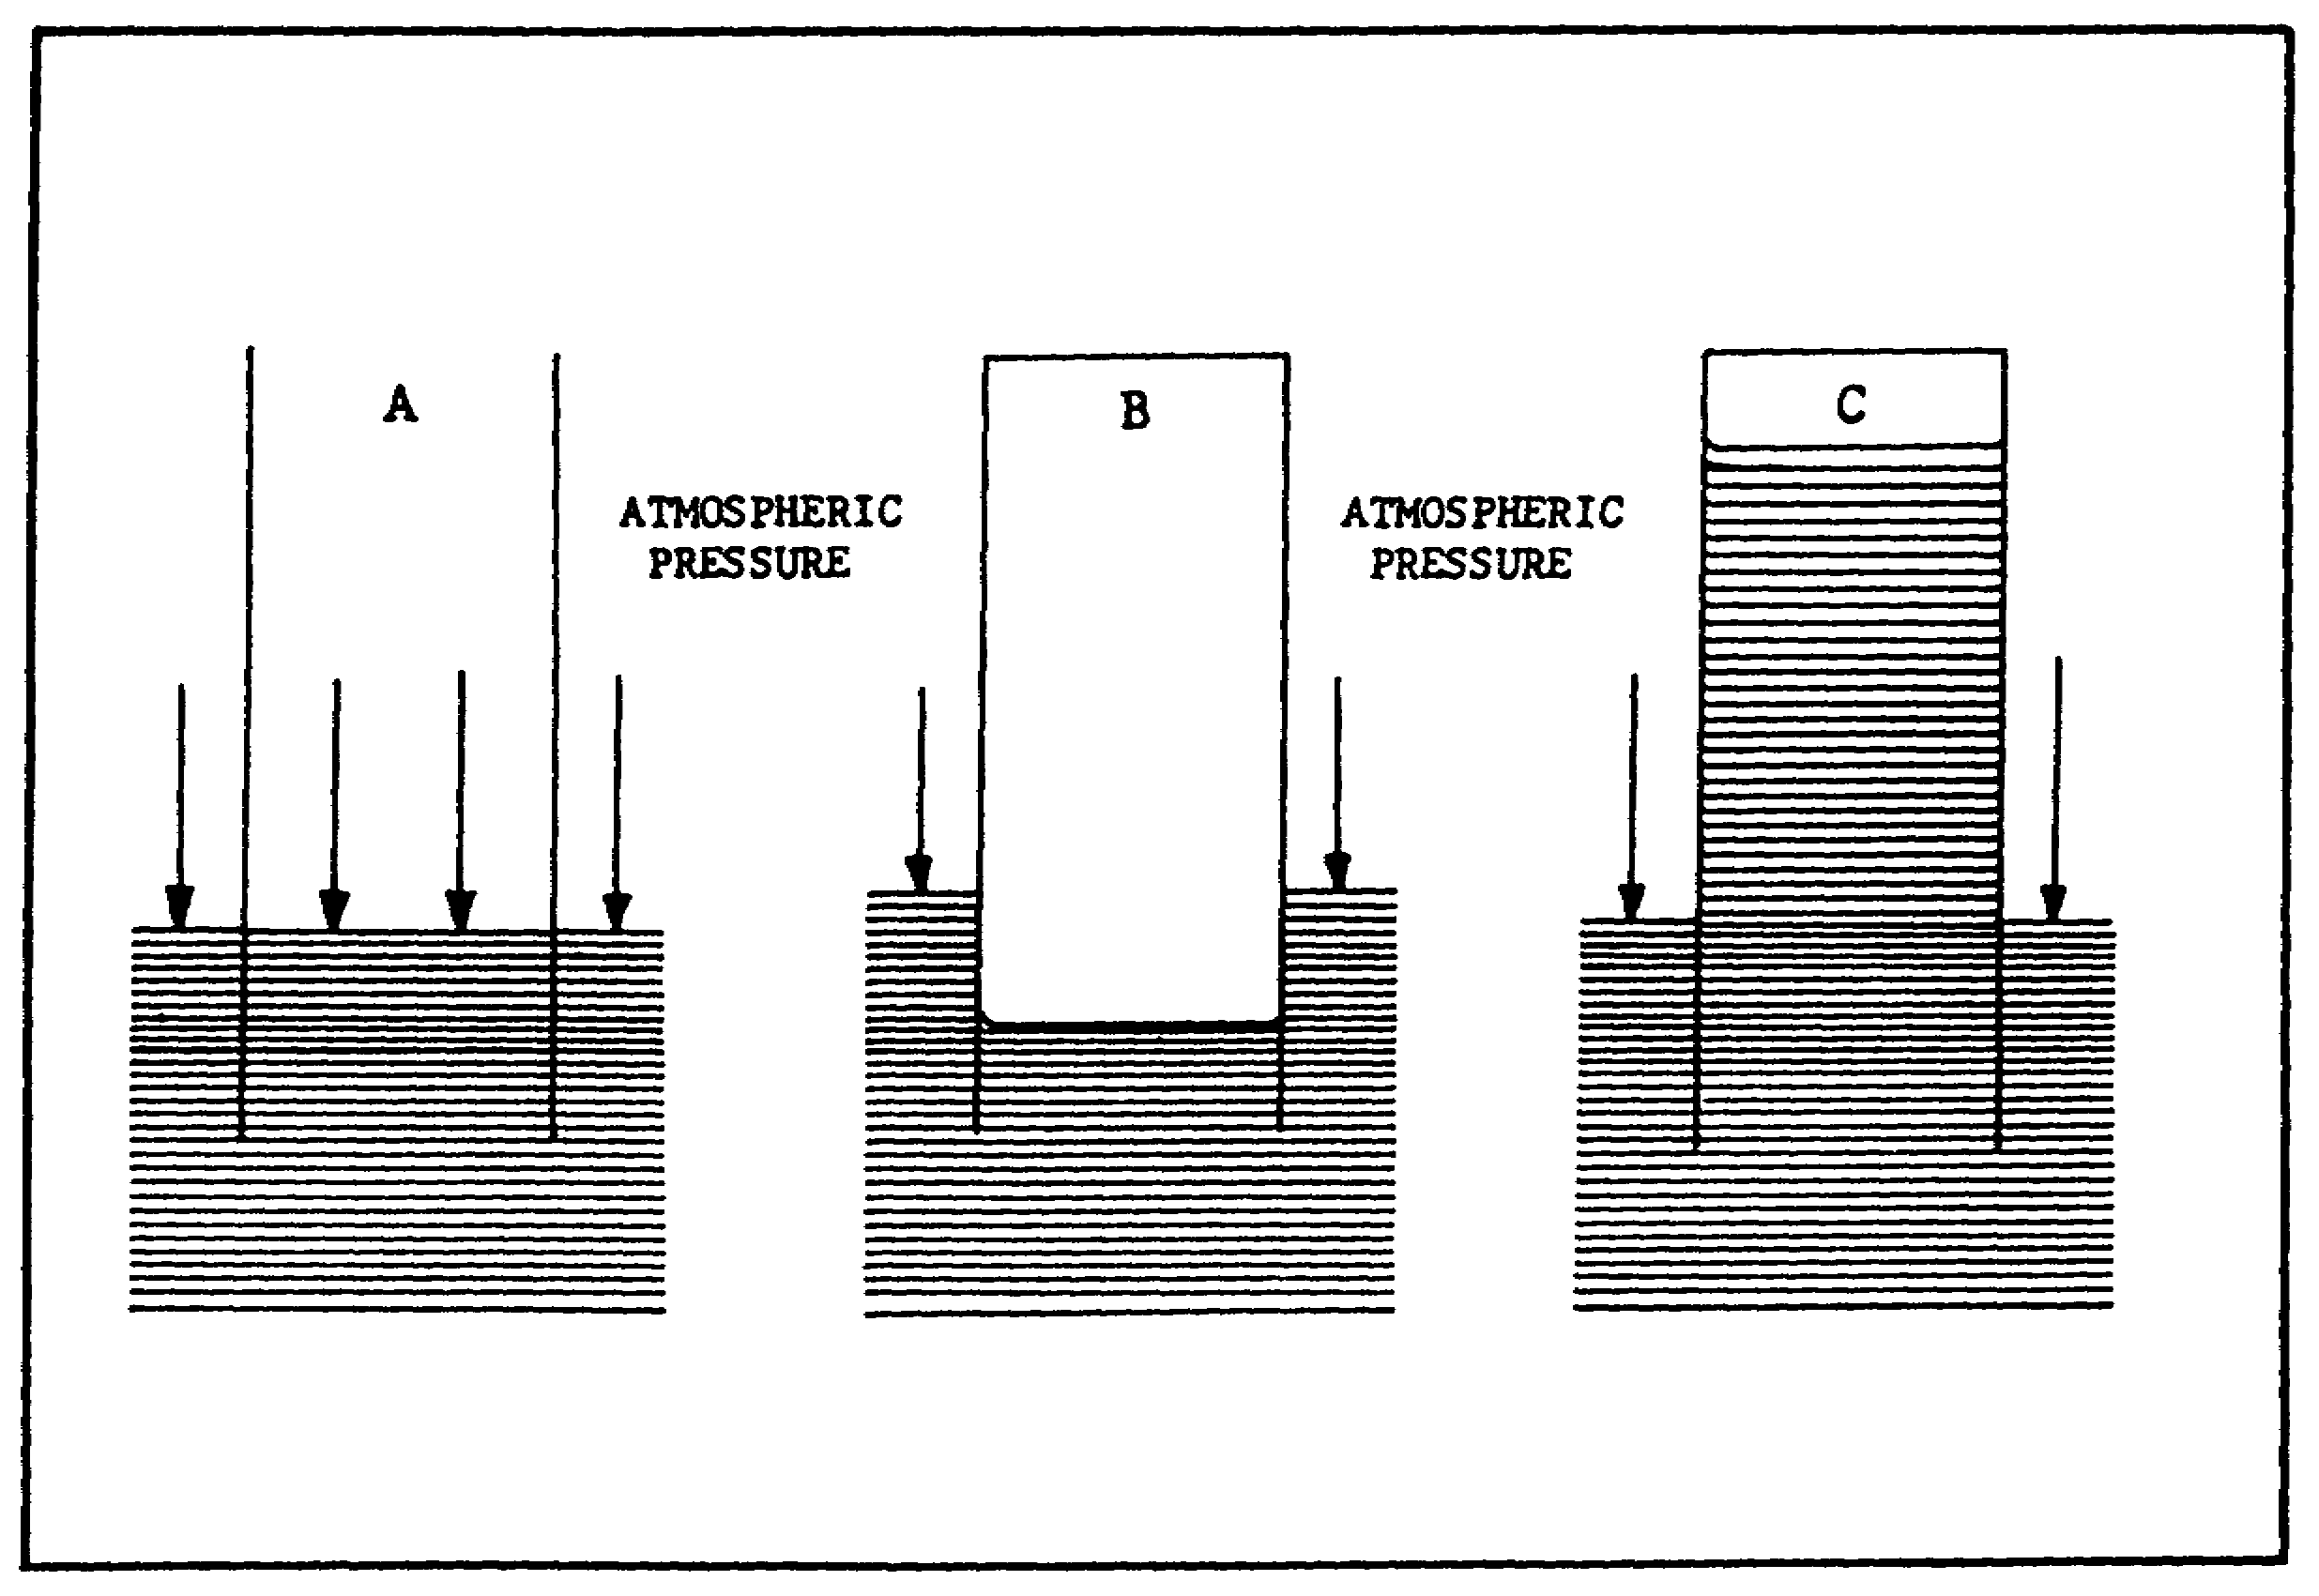 A
B
C
ATMOSPHERIC
PRESSURE
ATMOSPHERIC
PRESSURE